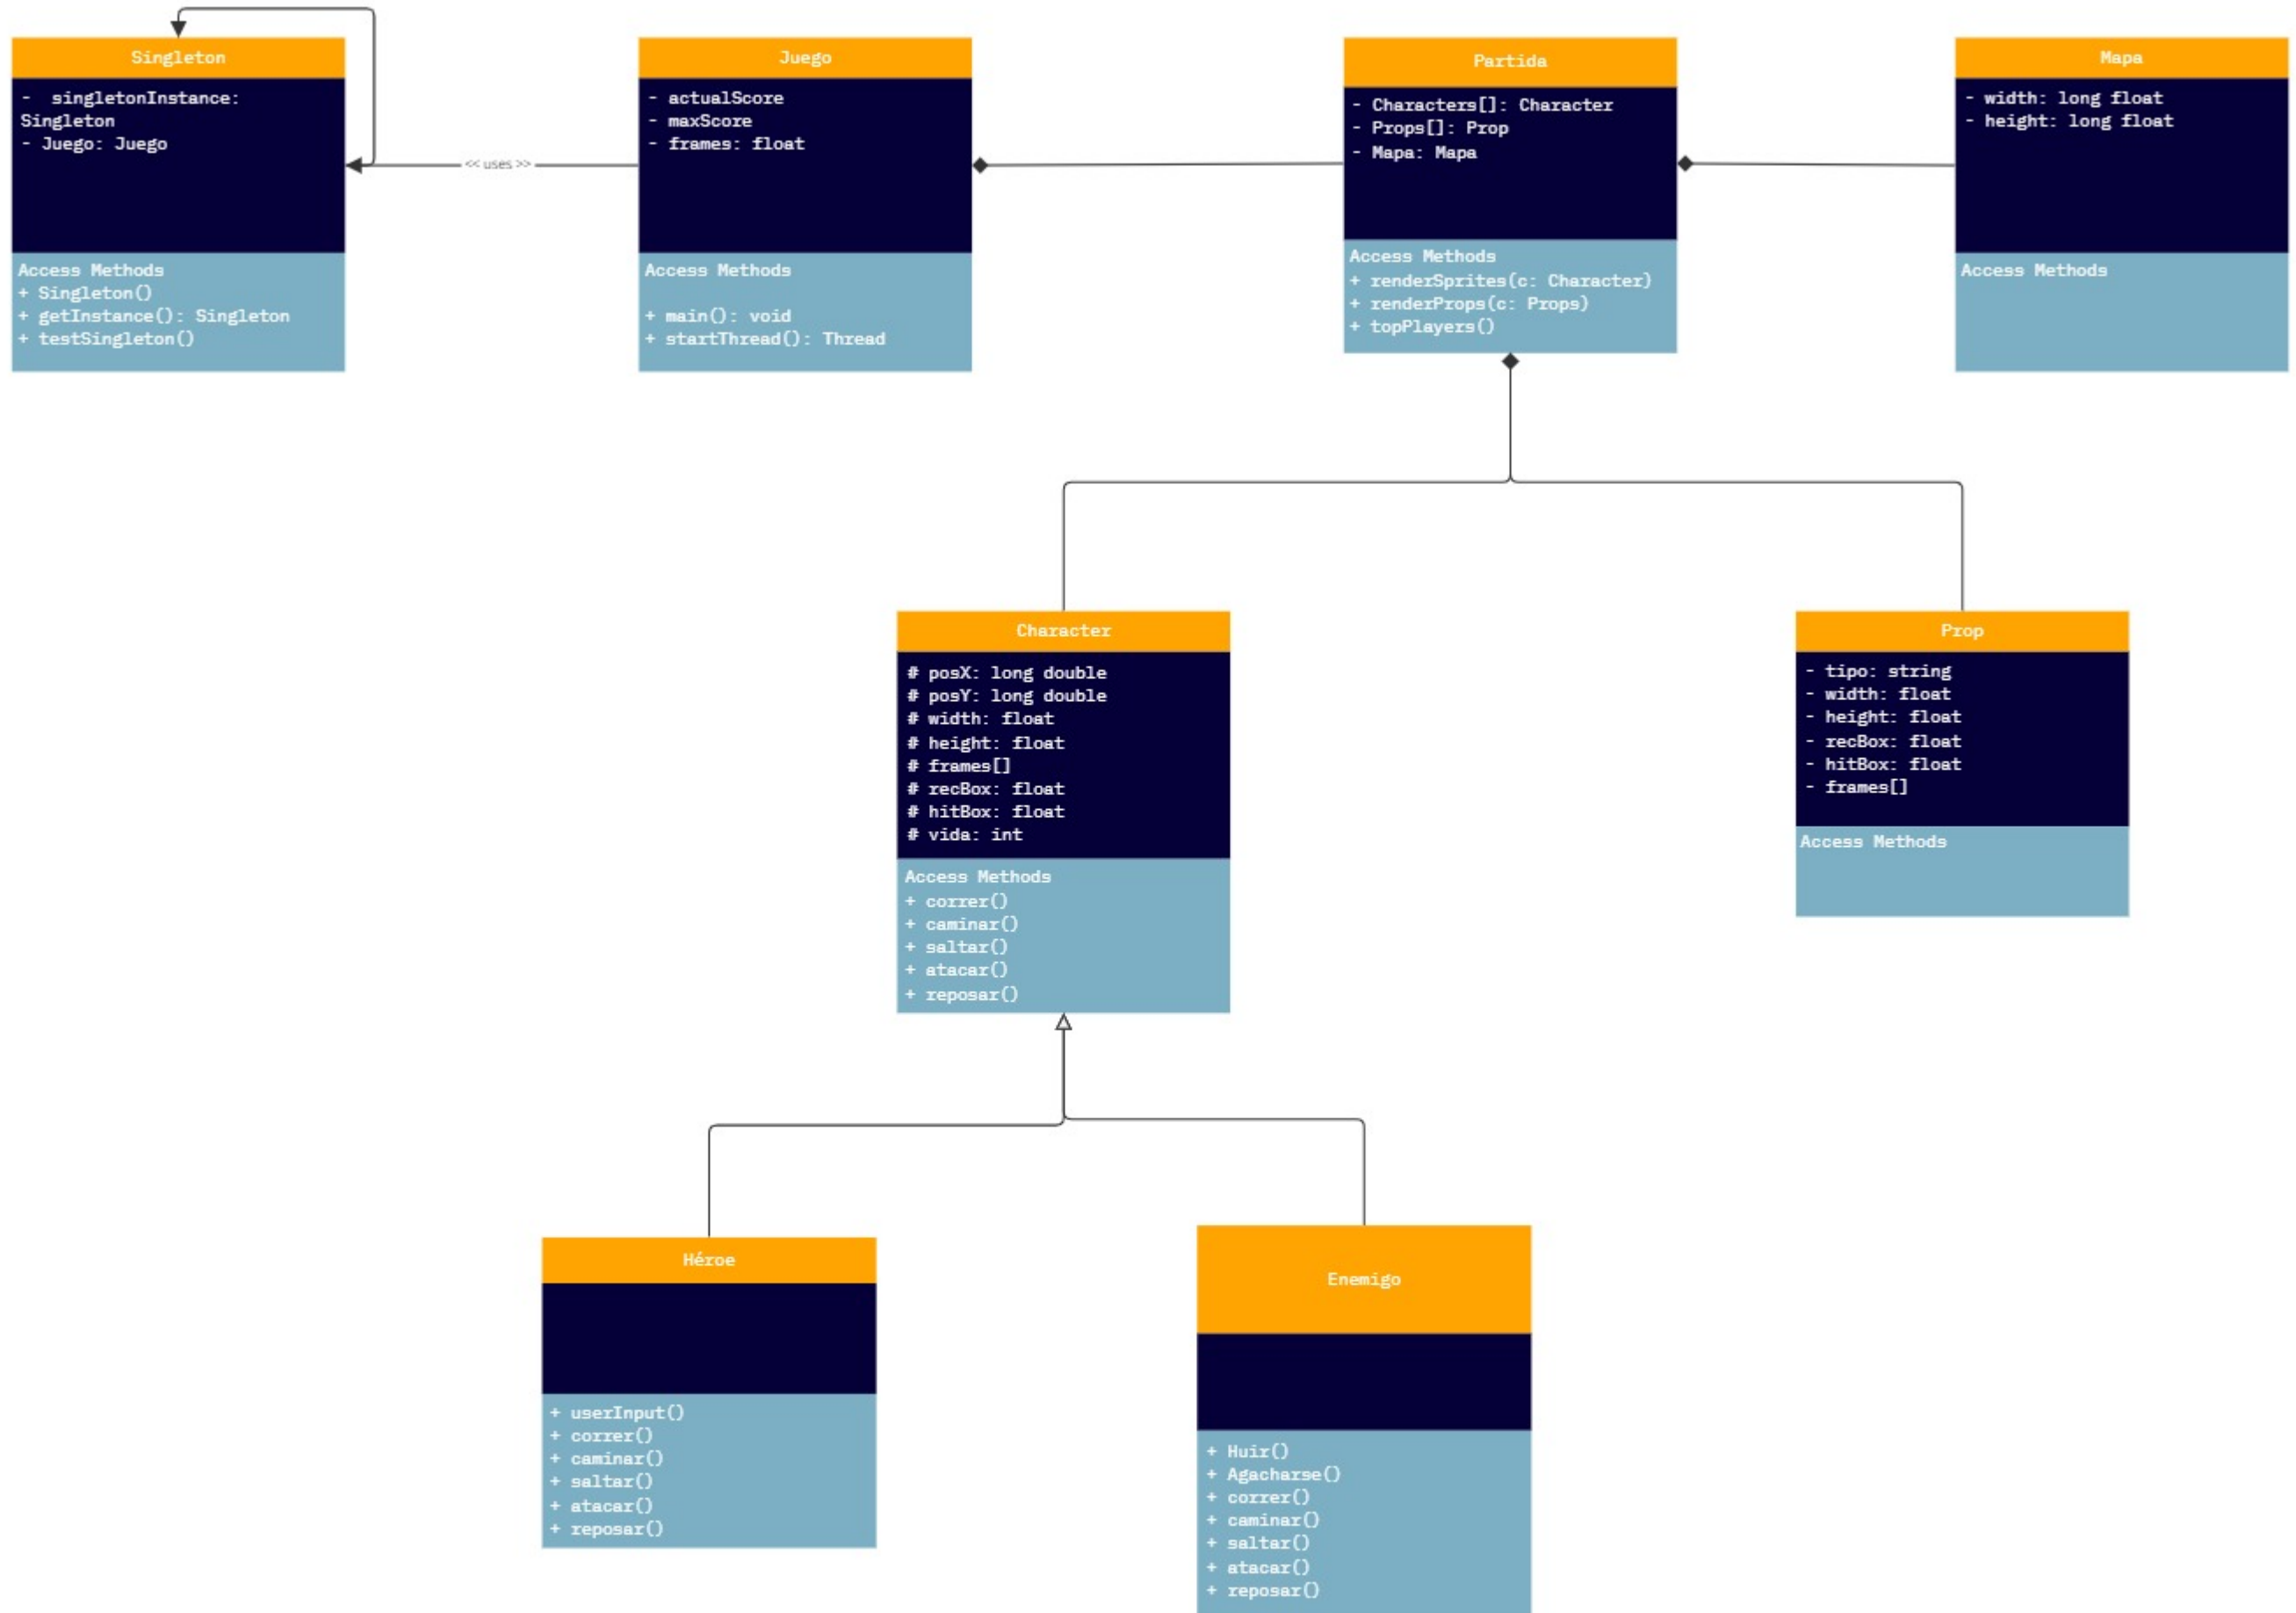 Singleton
-  singletonInstance:
Singleton
- Juego: Juego
Access Methods
+ Singleton()
+ getInstance(): Singleton
+ testSingleton()
<< uses >>
Juego
- actualScore
- maxScore
- frames: float
Access Methods
+ main(): void
+ startThread(): Thread
Partida
- Characters[]: Character
- Props[]: Prop
- Mapa: Mapa
Access Methods
+ renderSprites(c: Character)
+ renderProps(c: Props)
+ topPlayers()
Mapa
- width: long float
- height: long float
Access Methods
Character
# posX: long double
# posY: long double
# width: float
# height: float
# frames[]
# recBox: float
# hitBox: float
# vida: int
Access Methods
+ correr()
+ caminar()
+ saltar()
+ atacar()
+ reposar()
Prop
- tipo: string
- width: float
- height: float
- recBox: float
- hitBox: float
- frames[]
Access Methods
Héroe
+ userInput()
+ correr()
+ caminar()
+ saltar()
+ atacar()
+ reposar()
Enemigo
+ Huir()
+ Agacharse()
+ correr()
+ caminar()
+ saltar()
+ atacar()
+ reposar()